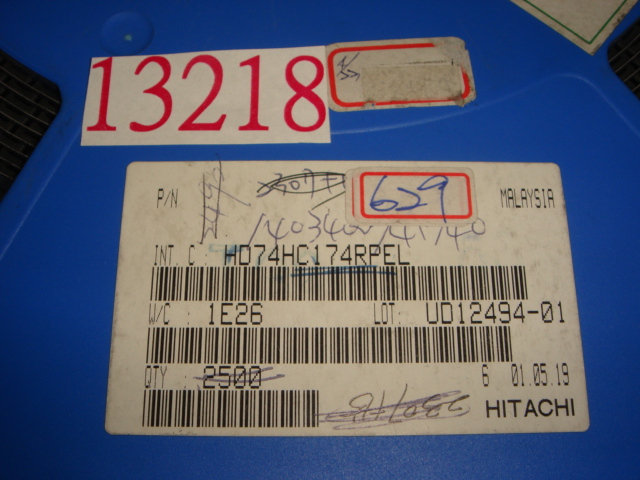 13218
P/N 629 MALAYSIA
INT. C : HD74HC174RPEL
W/C : 1E26 LOT: UD12494-01
QTY 2500 6 01.05.19
HITACHI